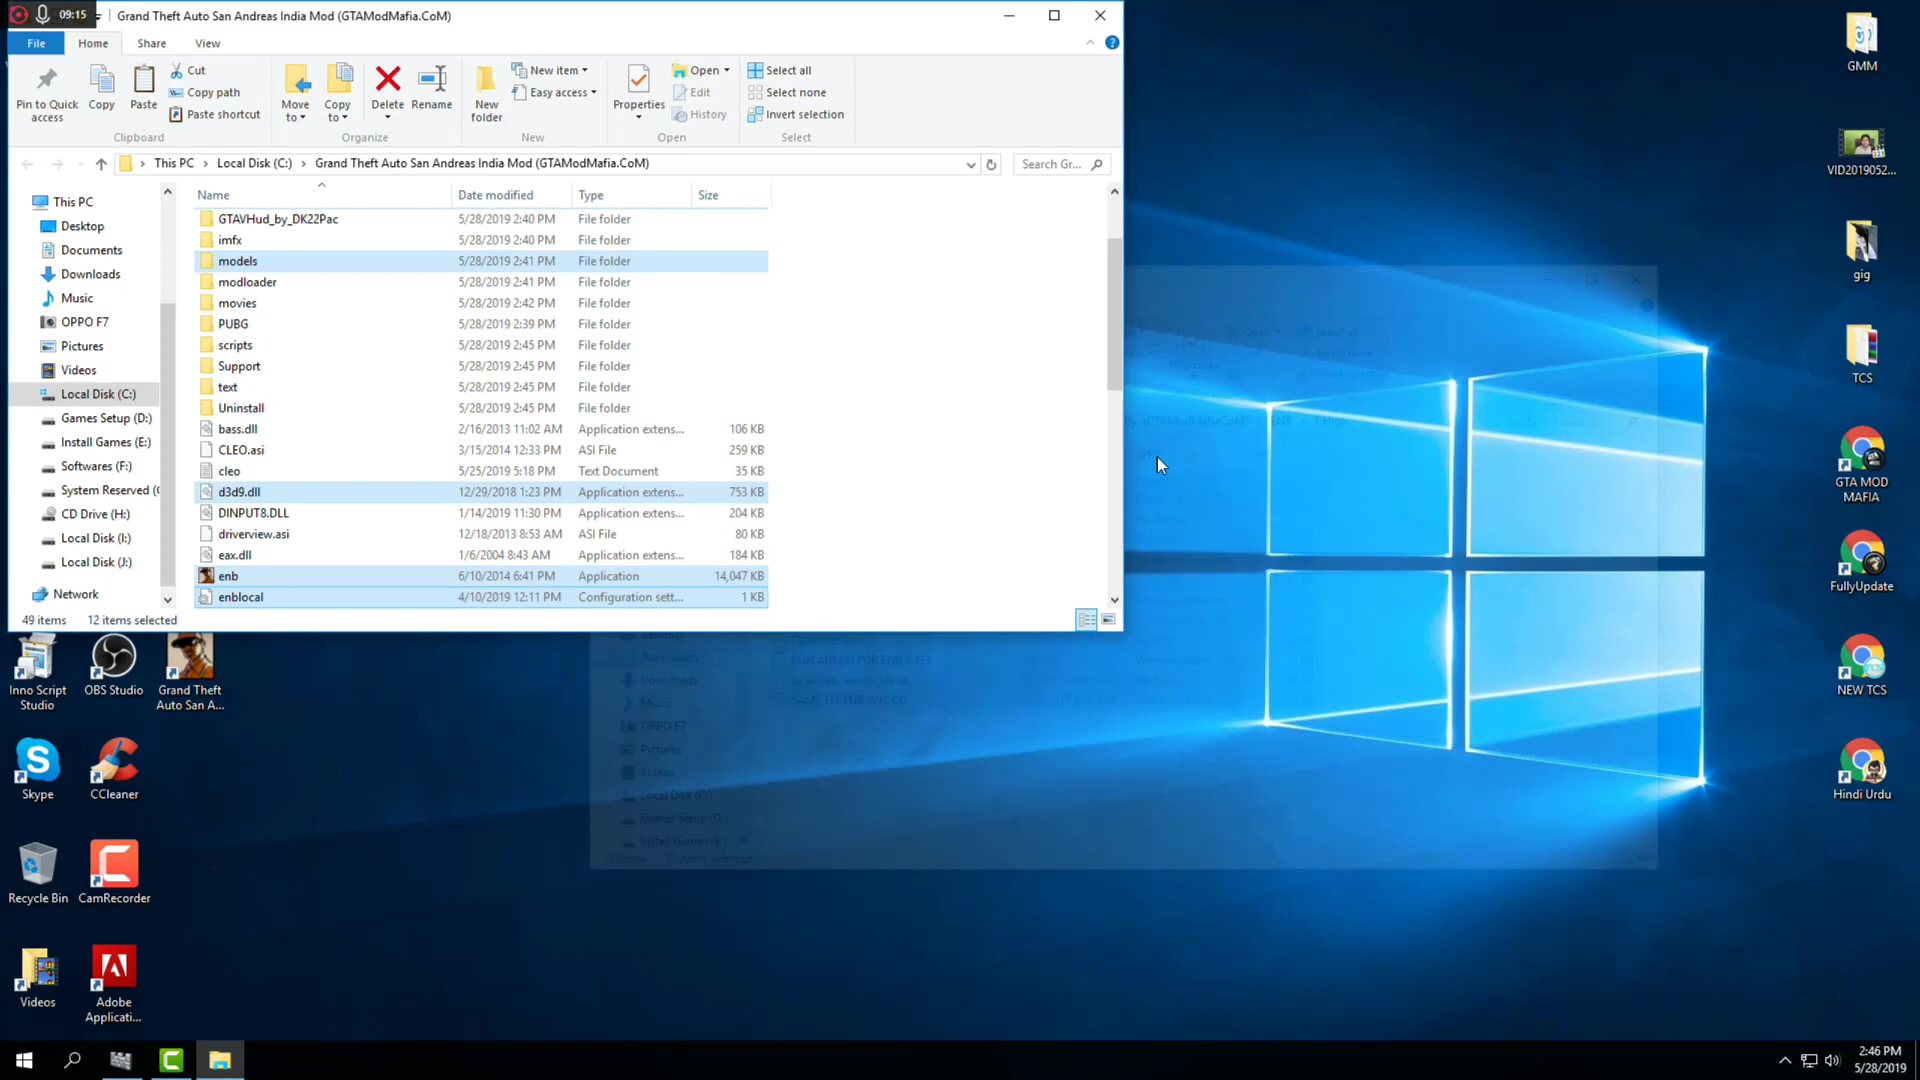 09:15
Grand Theft Auto San Andreas India Mod (GTAModMafia.CoM)
File Home Share View
Pin to Quick access
Copy
Paste
Cut
Copy path
Paste shortcut
Move to
Copy to
Delete
Rename
New folder
New item
Easy access
Properties
Open
Edit
History
Select all
Select none
Invert selection
Clipboard Organize New Open Select
This PC > Local Disk (C:) > Grand Theft Auto San Andreas India Mod (GTAModMafia.CoM)
Search Gr...
Name Date modified Type Size
This PC
Desktop
Documents
Downloads
Music
OPPO F7
Pictures
Videos
Local Disk (C:)
Games Setup (D:)
Install Games (E:)
Softwares (F:)
System Reserved (
CD Drive (H:)
Local Disk (I:)
Local Disk (J:)
Network
GTAVHud_by_DK22Pac 5/28/2019 2:40 PM File folder
imfx 5/28/2019 2:40 PM File folder
models 5/28/2019 2:41 PM File folder
modloader 5/28/2019 2:41 PM File folder
movies 5/28/2019 2:42 PM File folder
PUBG 5/28/2019 2:39 PM File folder
scripts 5/28/2019 2:45 PM File folder
Support 5/28/2019 2:45 PM File folder
text 5/28/2019 2:45 PM File folder
Uninstall 5/28/2019 2:45 PM File folder
bass.dll 2/16/2013 11:02 AM Application extens... 106 KB
CLEO.asi 3/15/2014 12:33 PM ASI File 259 KB
cleo 5/25/2019 5:18 PM Text Document 35 KB
d3d9.dll 12/29/2018 1:23 PM Application extens... 753 KB
DINPUT8.DLL 1/14/2019 11:30 PM Application extens... 204 KB
driverview.asi 12/18/2013 8:53 AM ASI File 80 KB
eax.dll 1/6/2004 8:43 AM Application extens... 184 KB
enb 6/10/2014 6:41 PM Application 14,047 KB
enblocal 4/10/2019 12:11 PM Configuration sett... 1 KB
49 items 12 items selected
Downloads
Music
OPPO F7
Pictures
Videos
Local Disk (C:)
Games Setup (D:)
Install Games (E:)
Inno Script Studio
OBS Studio
Grand Theft Auto San A...
Skype
CCleaner
Recycle Bin
CamRecorder
Videos
Adobe Applicati...
GMM
VID2019052...
gig
TCS
GTA MOD MAFIA
FullyUpdate
NEW TCS
Hindi Urdu
2:46 PM
5/28/2019